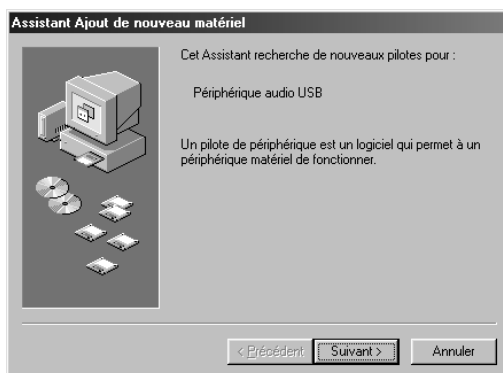 Assistant Ajout de nouveau matériel
Cet Assistant recherche de nouveaux pilotes pour :
Périphérique audio USB
Un pilote de périphérique est un logiciel qui permet à un
périphérique matériel de fonctionner.
< Précédent
Suivant >
Annuler